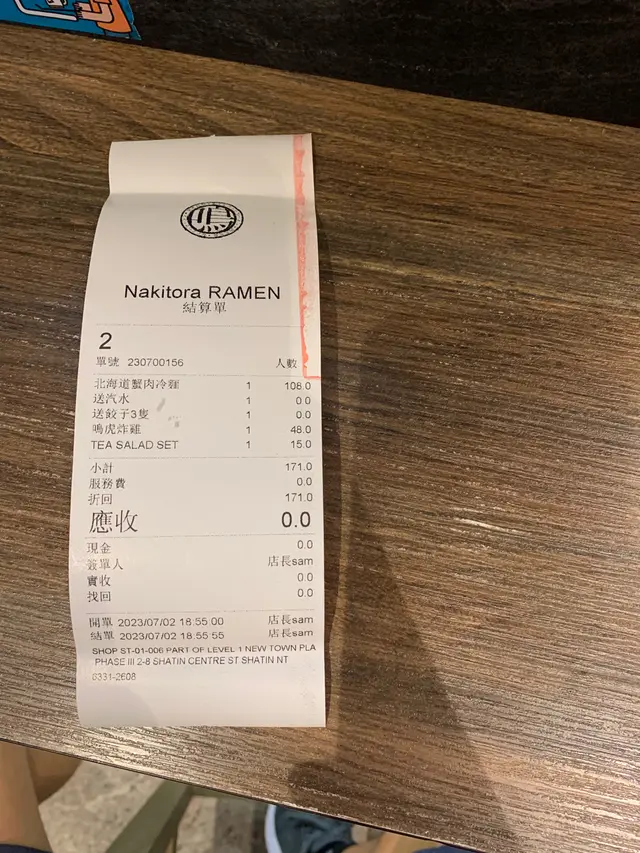 Nakitora RAMEN
結算單
2
單號 230700156 人數
北海道蟹肉冷麵 1 108.0
送汽水 1 0.0
送餃子3隻 1 0.0
鳴虎炸雞 1 48.0
TEA SALAD SET 1 15.0
小計 171.0
服務費 0.0
折回 171.0
應收 0.0
現金 0.0
簽單人 店長sam
實收 0.0
找回 0.0
開單 2023/07/02 18:55:00 店長sam
結單 2023/07/02 18:55:55 店長sam
SHOP ST-01-006 PART OF LEVEL 1 NEW TOWN PLA
PHASE III 2-8 SHATIN CENTRE ST SHATIN NT